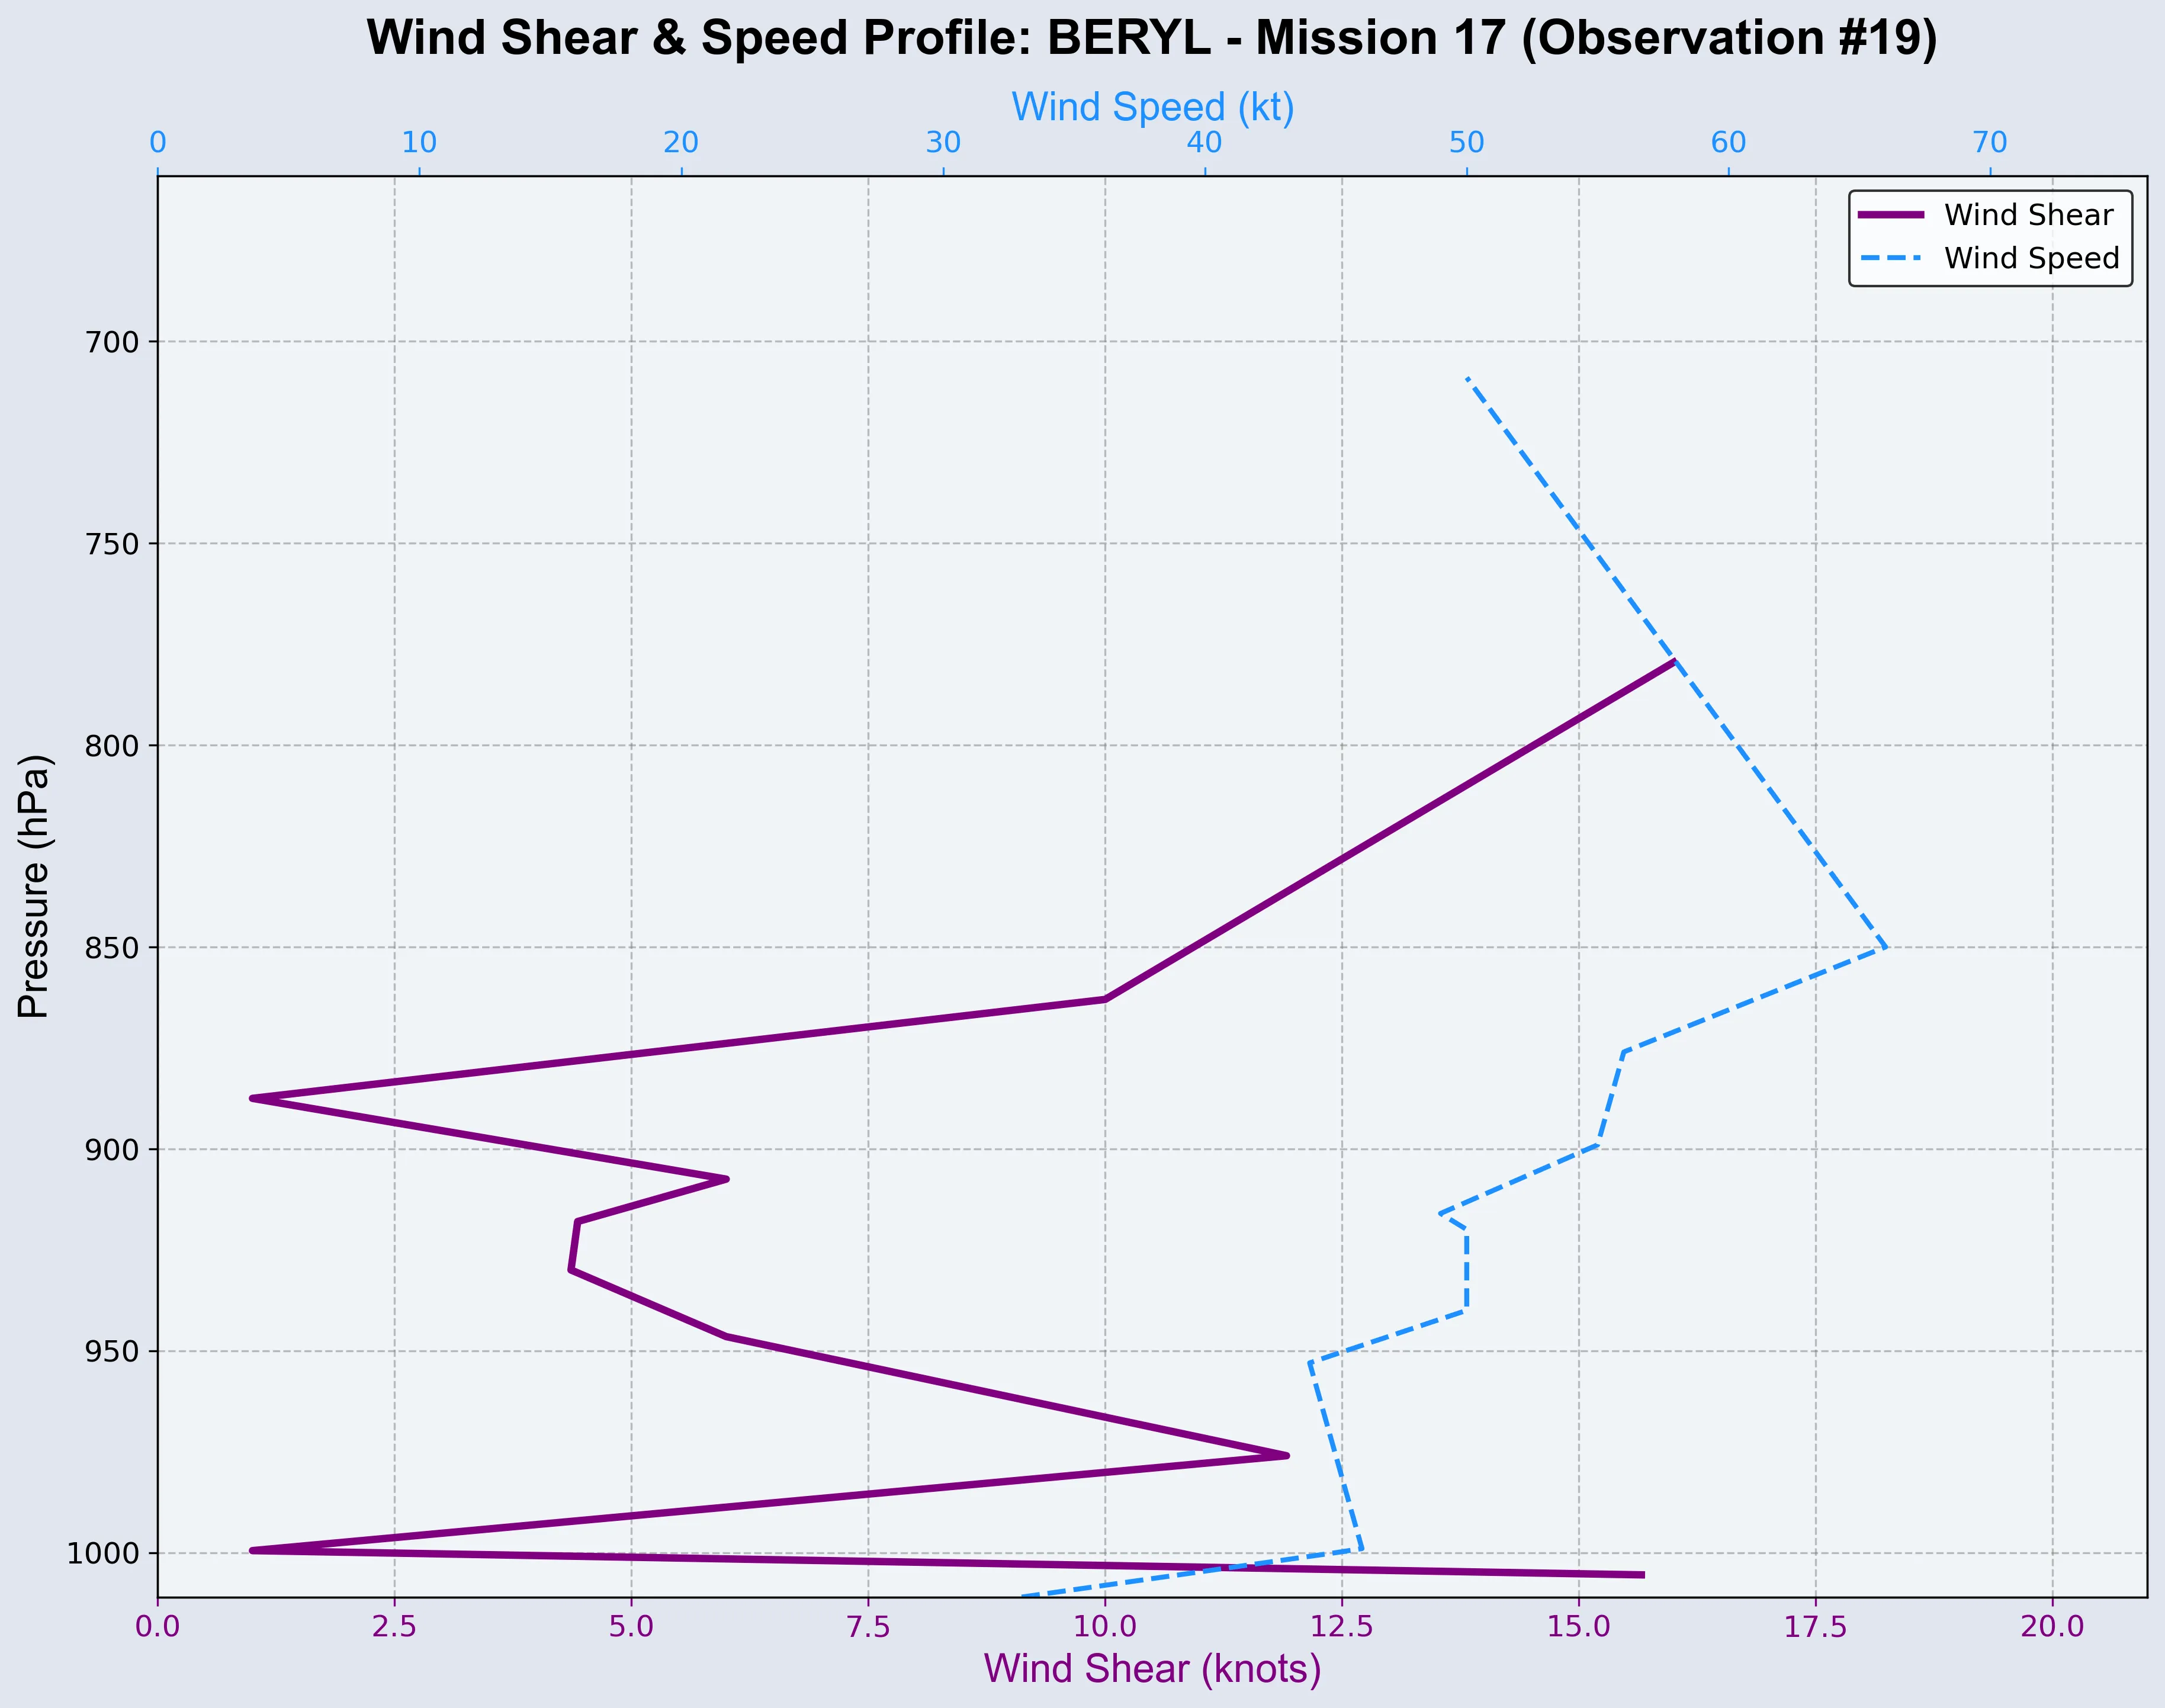 Wind Shear & Speed Profile: BERYL - Mission 17 (Observation #19)
Wind Speed (kt)
0 10 20 30 40 50 60 70
Wind Shear
Wind Speed
700
750
800
850
900
950
1000
Pressure (hPa)
0.0 2.5 5.0 7.5 10.0 12.5 15.0 17.5 20.0
Wind Shear (knots)